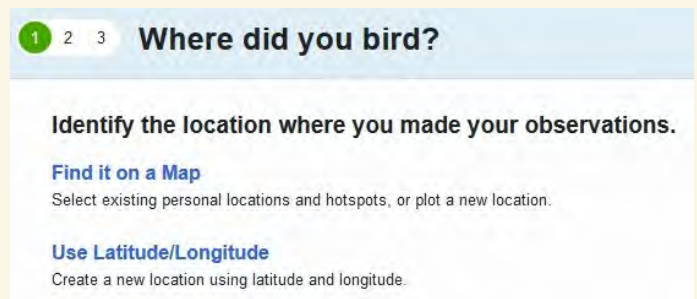 1 2 3 Where did you bird?
Identify the location where you made your observations.
Find it on a Map
Select existing personal locations and hotspots, or plot a new location.
Use Latitude/Longitude
Create a new location using latitude and longitude.